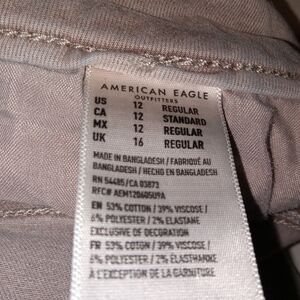 AMERICAN EAGLE
OUTFITTERS
US 12 REGULAR
CA 12 STANDARD
MX 12 REGULAR
UK 16 REGULAR
MADE IN BANGLADESH / FABRIQUÉ AU
BANGLADESH / HECHO EN BANGLADESH
RN 54485/CA 03873
RFC# AEM120605U9A
EN 53% COTTON / 39% VISCOSE /
6% POLYESTER / 2% ELASTANE
EXCLUSIVE OF DECORATION
FR 53% COTON / 39% VISCOSE /
6% POLYESTER / 2% ÉLASTHANNE
À L'EXCEPTION DE LA GARNITURE